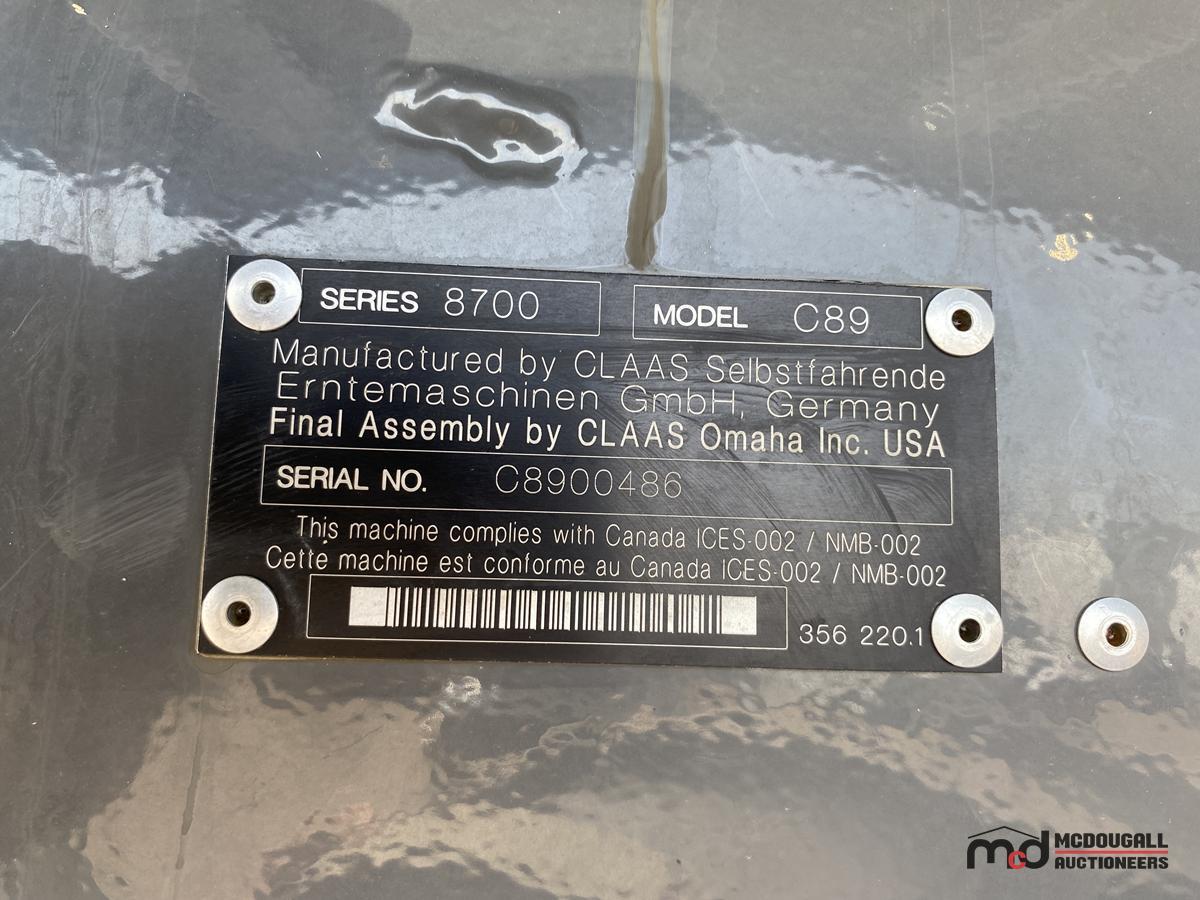 SERIES 8700 MODEL C89
Manufactured by CLAAS Selbstfahrende
Erntemaschinen GmbH, Germany
Final Assembly by CLAAS Omaha Inc. USA
SERIAL NO. C8900486
This machine complies with Canada ICES-002 / NMB-002
Cette machine est conforme au Canada ICES-002 / NMB-002
356 220.1
mcd MCDOUGALL
AUCTIONEERS